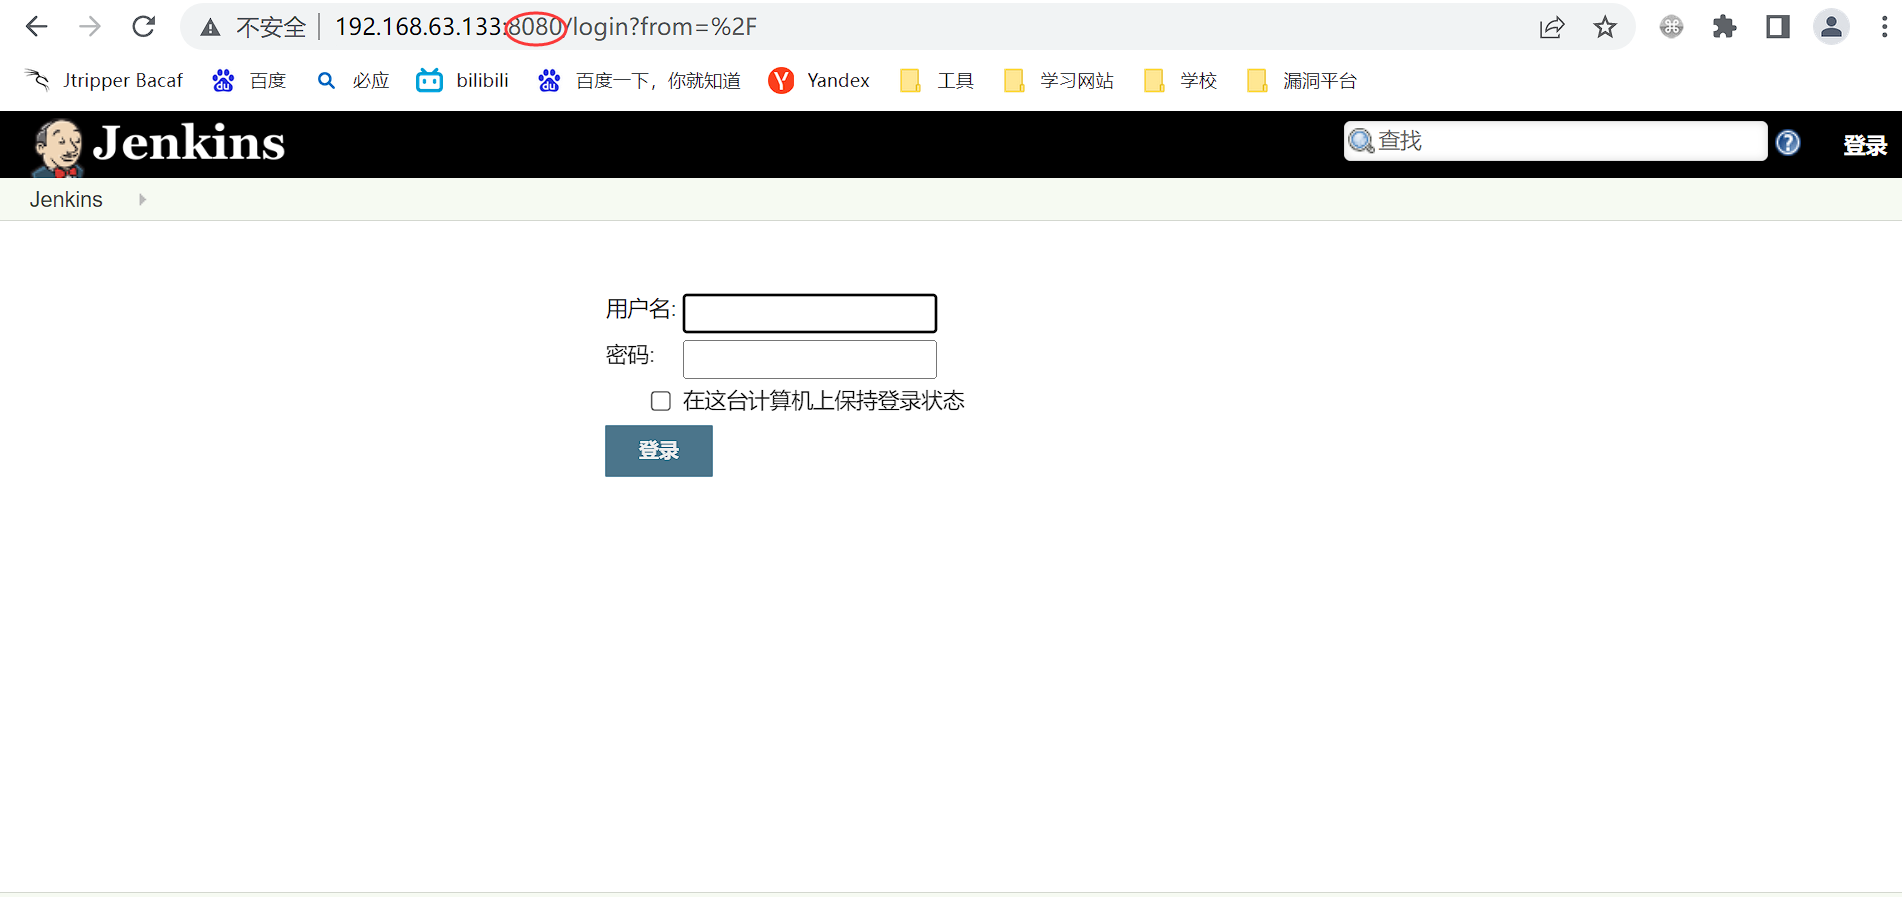 不安全 192.168.63.133:8080/login?from=%2F
Jtripper Bacaf 百度 必应 bilibili 百度一下，你就知道 Yandex 工具 学习网站 学校 漏洞平台
Jenkins 查找 登录
Jenkins
用户名:
密码:
在这台计算机上保持登录状态
登录